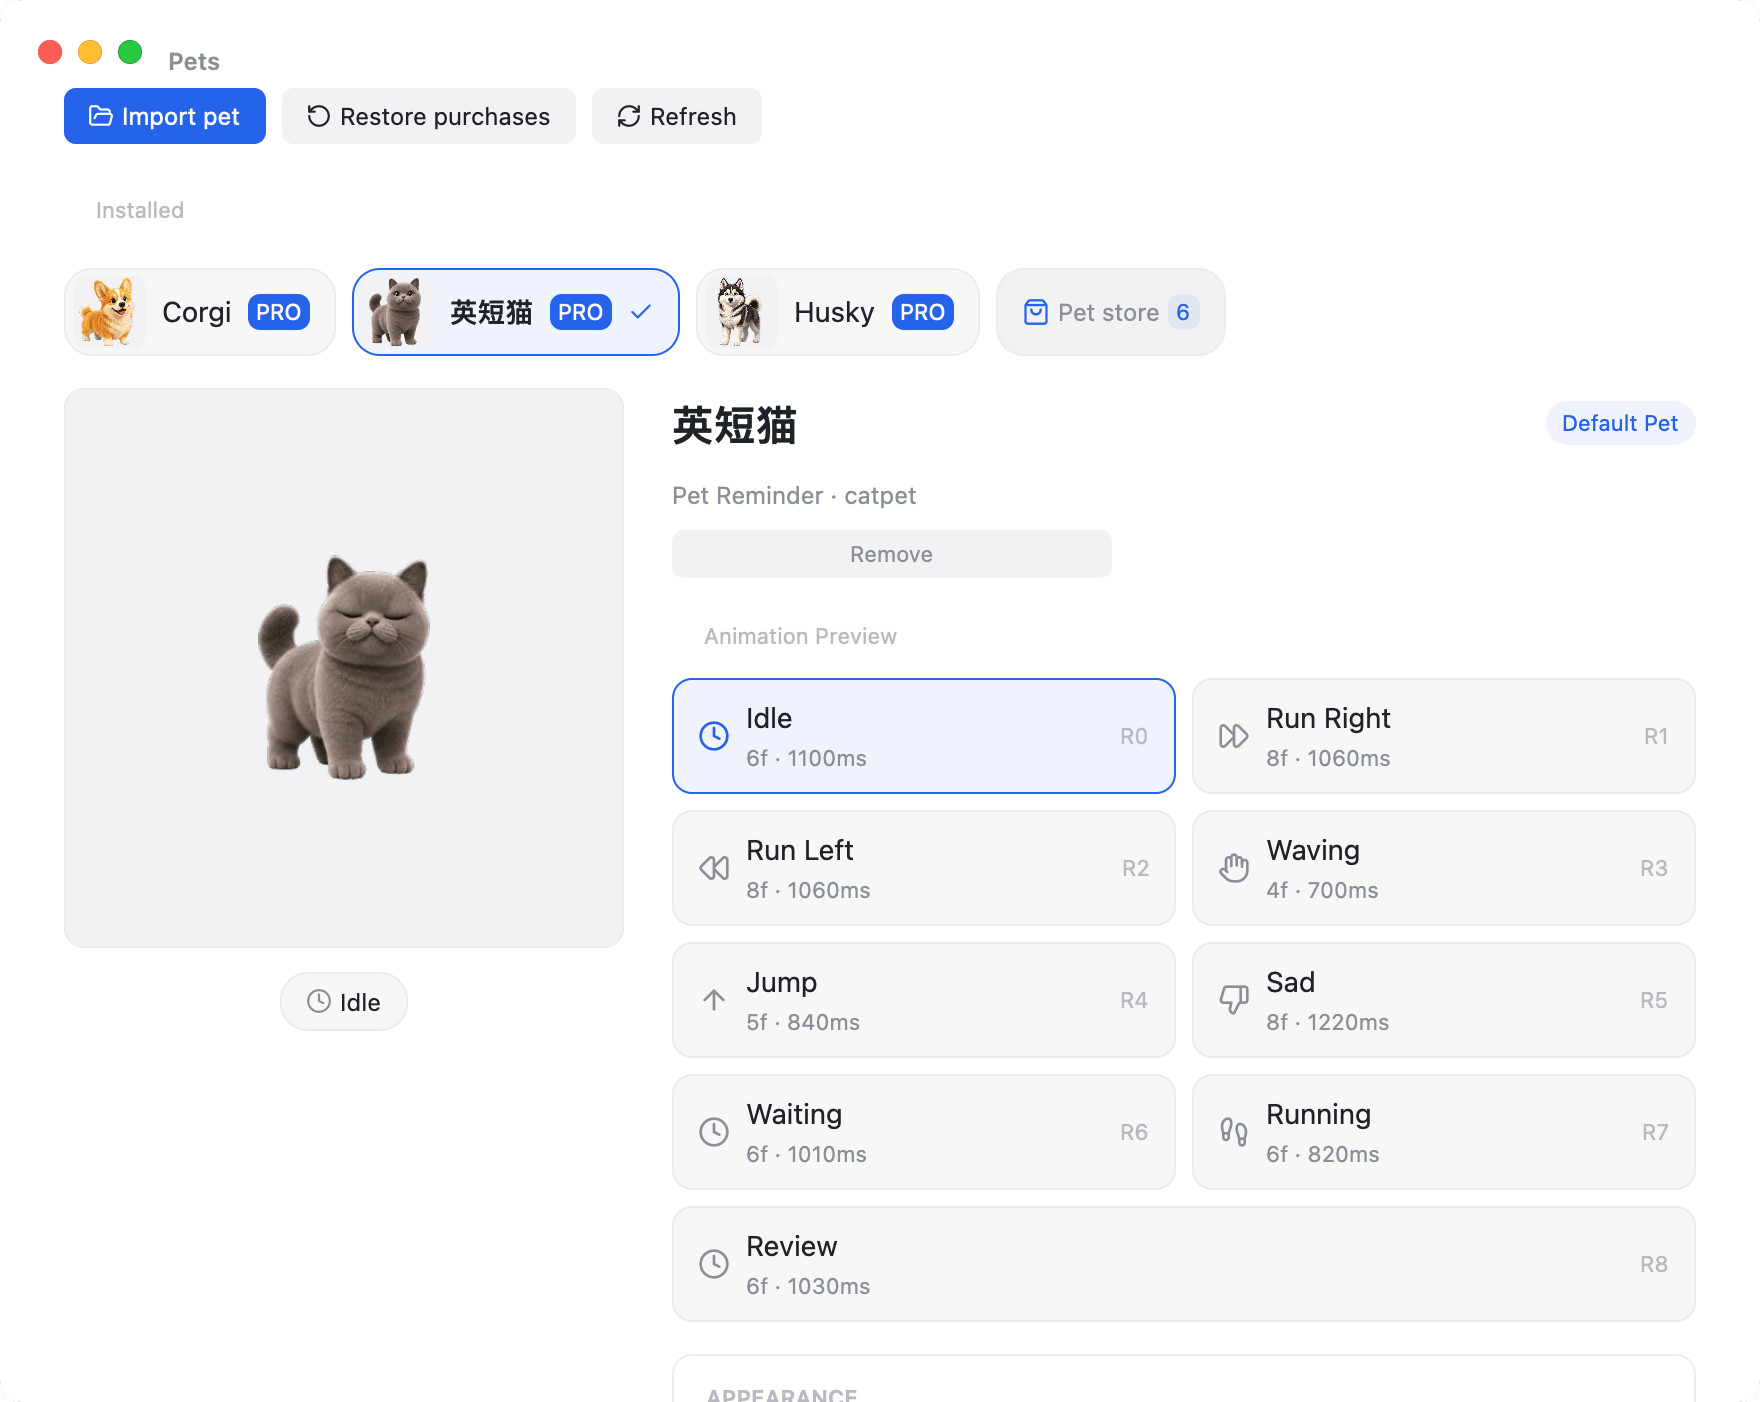 Pets
Import pet
Restore purchases
Refresh
Installed
Corgi PRO
英短猫 PRO
Husky PRO
Pet store 6
英短猫
Default Pet
Pet Reminder · catpet
Remove
Animation Preview
Idle
6f · 1100ms
R0
Run Right
8f · 1060ms
R1
Run Left
8f · 1060ms
R2
Waving
4f · 700ms
R3
Jump
5f · 840ms
R4
Sad
8f · 1220ms
R5
Waiting
6f · 1010ms
R6
Running
6f · 820ms
R7
Review
6f · 1030ms
R8
Idle
APPEARANCE